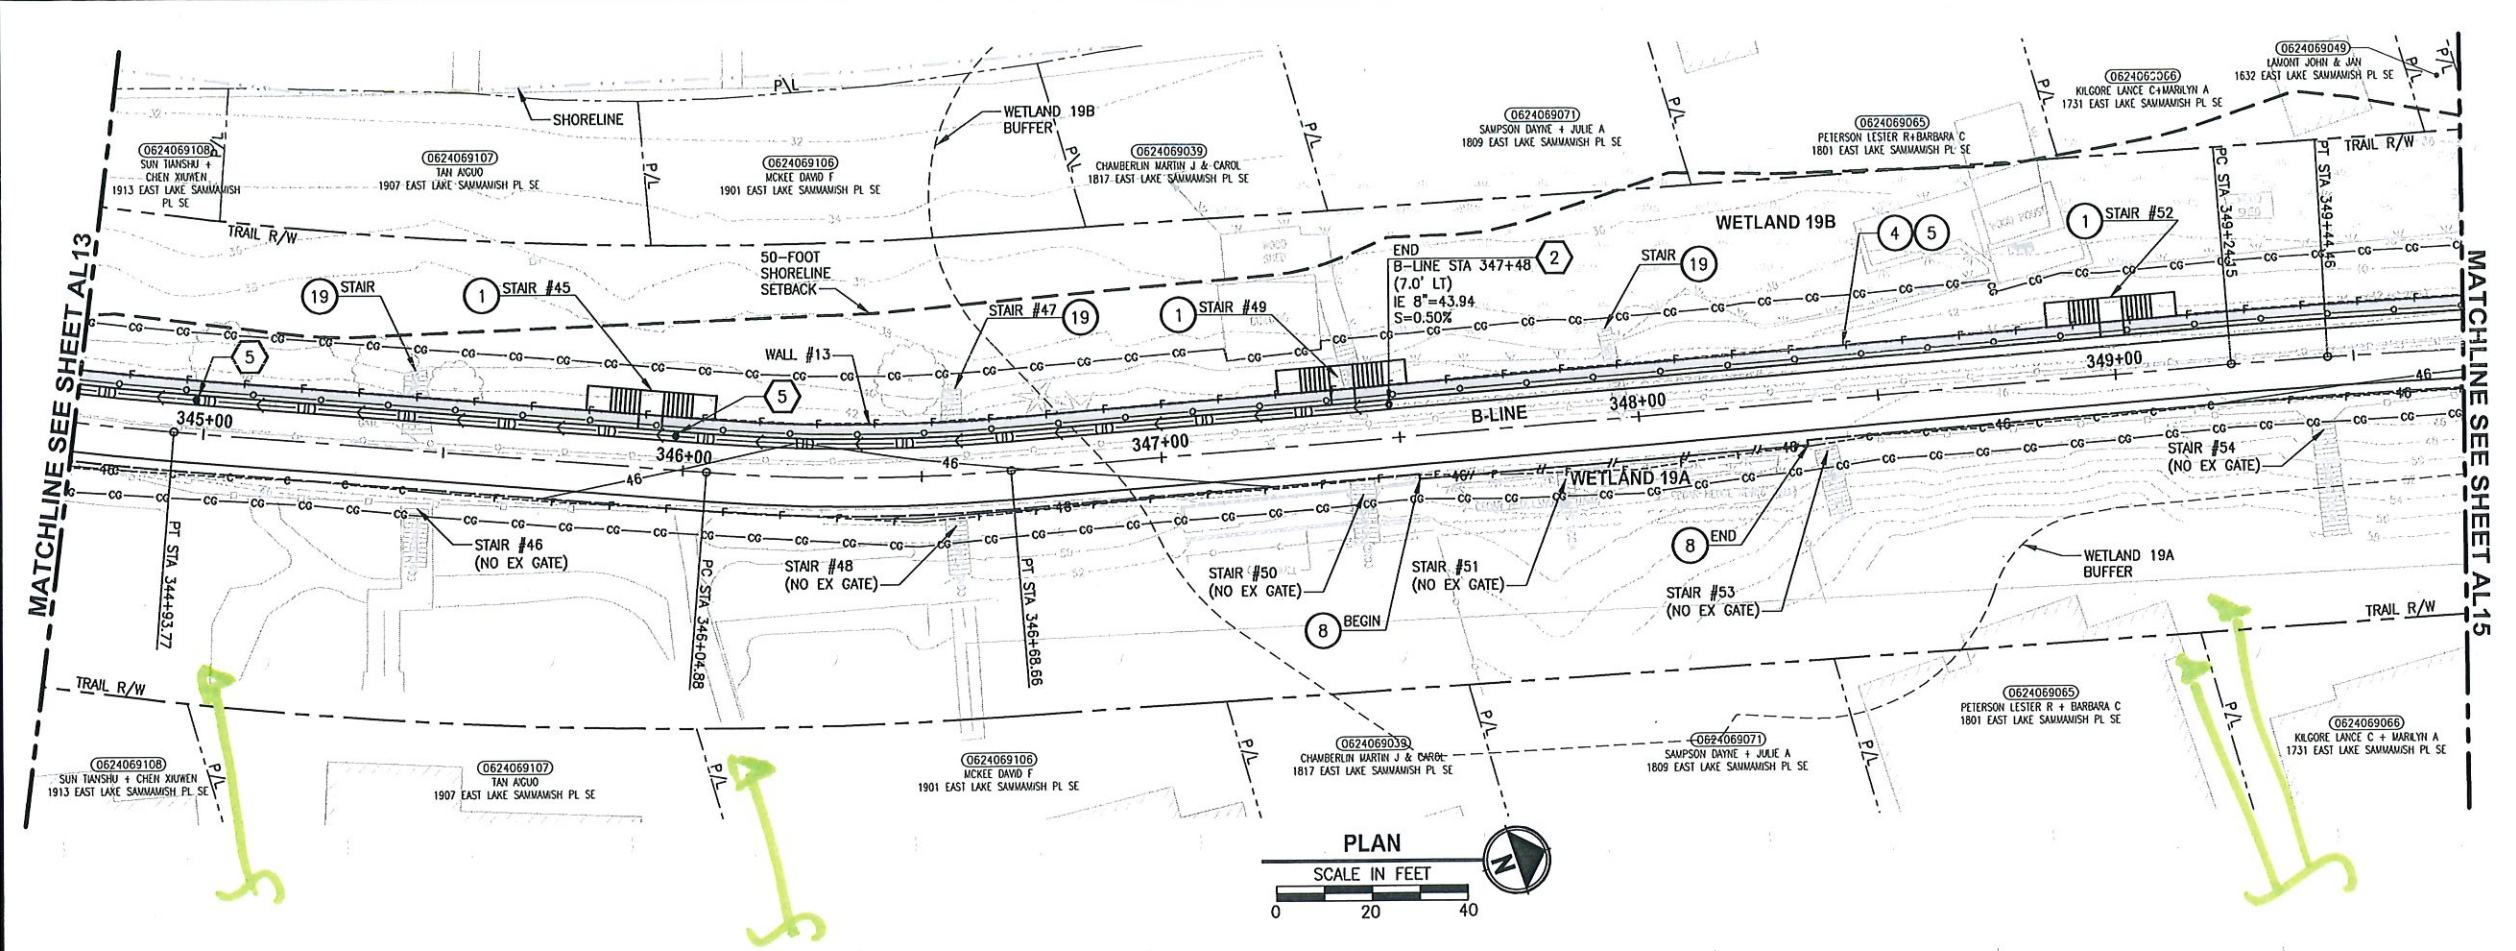 0624069049
LAMONT JOHN & JAN
1632 EAST LAKE SAMMAMISH PL SE
KILGORE LANCE C+MARILYN A
1731 EAST LAKE SAMMAMISH PL SE
P/L
P/L
P/L
P/L
P/L
P/L
P/L
P/L
P/L
SHORELINE
WETLAND 19B
BUFFER
0624069108
SUN TIANSHU +
CHEN XIUWEN
1913 EAST LAKE SAMMAMISH
PL SE
0624069107
TAN AIGUO
1907 EAST LAKE SAMMAMISH PL SE
0624069106
MCKEE DAVID F
1901 EAST LAKE SAMMAMISH PL SE
0624069039
CHAMBERLIN MARTIN J & CAROL
1817 EAST LAKE SAMMAMISH PL SE
0624069071
SAMPSON DAYNE + JULIE A
1809 EAST LAKE SAMMAMISH PL SE
0624069065
PETERSON LESTER R+BARBARA C
1801 EAST LAKE SAMMAMISH PL SE
TRAIL R/W
TRAIL R/W
PC STA 349+24.15
PT STA 349+44.46
WETLAND 19B
4 5
1 STAIR #52
50-FOOT
SHORELINE
SETBACK
END
B-LINE STA 347+48
(7.0' LT)
IE 8"=43.94
S=0.50%
2
STAIR 19
19 STAIR
1 STAIR #45
STAIR #47 19
1 STAIR #49
WALL #13
5
5
MATCHLINE SEE SHEET AL13
MATCHLINE SEE SHEET AL15
345+00
346+00
347+00
B-LINE
348+00
349+00
46
46
46
46
46
48
WETLAND 19A
STAIR #54
(NO EX GATE)
STAIR #46
(NO EX GATE)
STAIR #48
(NO EX GATE)
STAIR #50
(NO EX GATE)
STAIR #51
(NO EX GATE)
8 END
STAIR #53
(NO EX GATE)
8 BEGIN
WETLAND 19A
BUFFER
PT STA 344+93.77
PC STA 346+04.88
PT STA 346+68.66
TRAIL R/W
TRAIL R/W
0624069108
SUN TIANSHU + CHEN XIUWEN
1913 EAST LAKE SAMMAMISH PL SE
P/L
0624069107
TAN AIGUO
1907 EAST LAKE SAMMAMISH PL SE
P/L
0624069106
MCKEE DAVID F
1901 EAST LAKE SAMMAMISH PL SE
P/L
0624069039
CHAMBERLIN MARTIN J & CAROL
1817 EAST LAKE SAMMAMISH PL SE
P/L
0624069071
SAMPSON DAYNE + JULIE A
1809 EAST LAKE SAMMAMISH PL SE
P/L
0624069065
PETERSON LESTER R + BARBARA C
1801 EAST LAKE SAMMAMISH PL SE
P/L
0624069066
KILGORE LANCE C + MARILYN A
1731 EAST LAKE SAMMAMISH PL SE
PLAN
SCALE IN FEET
0 20 40
N